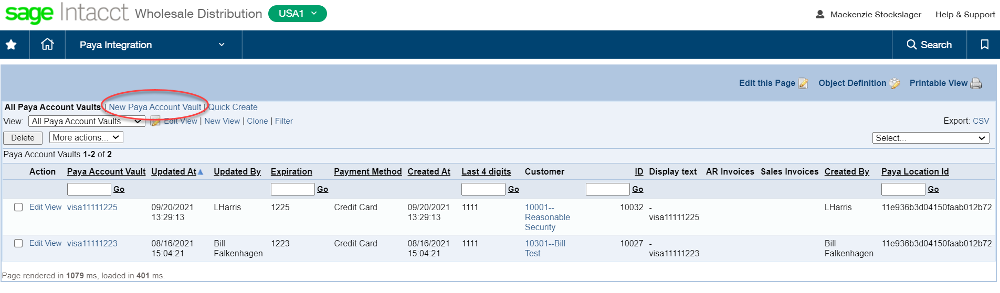 sage Intacct Wholesale Distribution USA1 Mackenzie Stockslager Help & Support
Paya Integration Search
Edit this Page Object Definition Printable View
All Paya Account Vaults | New Paya Account Vault | Quick Create
View: All Paya Account Vaults Edit View | New View | Clone | Filter Export: CSV
Delete More actions... Select...
Paya Account Vaults 1-2 of 2
Action Paya Account Vault Updated At Updated By Expiration Payment Method Created At Last 4 digits Customer ID Display text AR Invoices Sales Invoices Created By Paya Location Id
Go Go Go Go Go
Edit View visa11111225 09/20/2021 LHarris 1225 Credit Card 09/20/2021 1111 10001-- 10032 - LHarris 11e936b3d04150faab012b72
13:29:13 13:29:13 Reasonable visa11111225
Security
Edit View visa11111223 08/16/2021 Bill 1223 Credit Card 08/16/2021 1111 10301--Bill 10027 - Bill 11e936b3d04150faab012b72
15:04:21 Falkenhagen 15:04:21 Test visa11111223 Falkenhagen
Page rendered in 1079 ms, loaded in 401 ms.